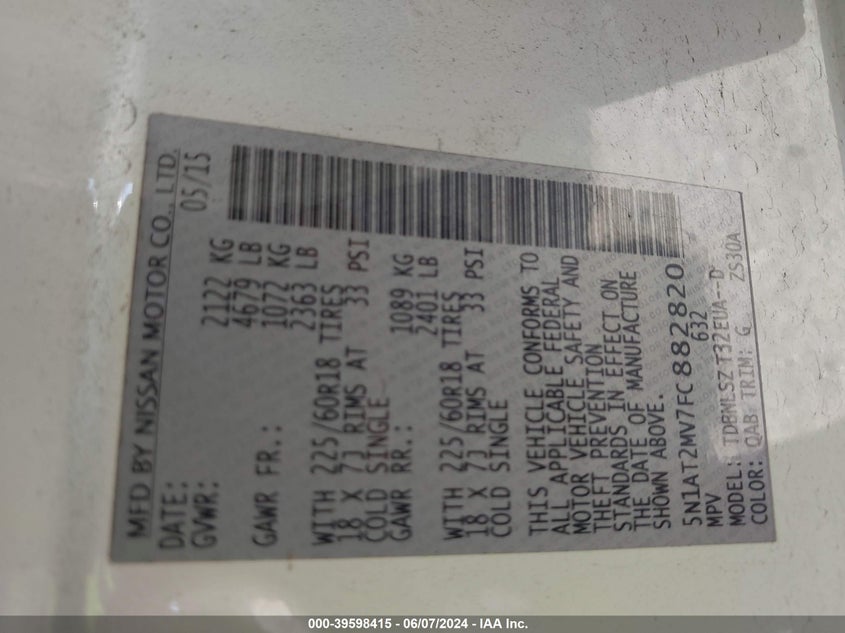 MFD BY NISSAN MOTOR CO., LTD.
DATE: 05/15
GVWR: 2122 KG
4679 LB
GAWR FR.: 1072 KG
2363 LB
WITH 225/60R18 TIRES
18 X 7J RIMS AT 33 PSI
COLD SINGLE
GAWR RR.: 1089 KG
2401 LB
WITH 225/60R18 TIRES
18 X 7J RIMS AT 33 PSI
COLD SINGLE
THIS VEHICLE CONFORMS TO
ALL APPLICABLE FEDERAL
MOTOR VEHICLE SAFETY AND
THEFT PREVENTION
STANDARDS IN EFFECT ON
THE DATE OF MANUFACTURE
SHOWN ABOVE.
5N1AT2MV7FC882820
MPV 632
MODEL: TDBNLSZ T32EUA--D
COLOR: QAB TRIM: G ZS30A
000-39598415 - 06/07/2024 - IAA Inc.